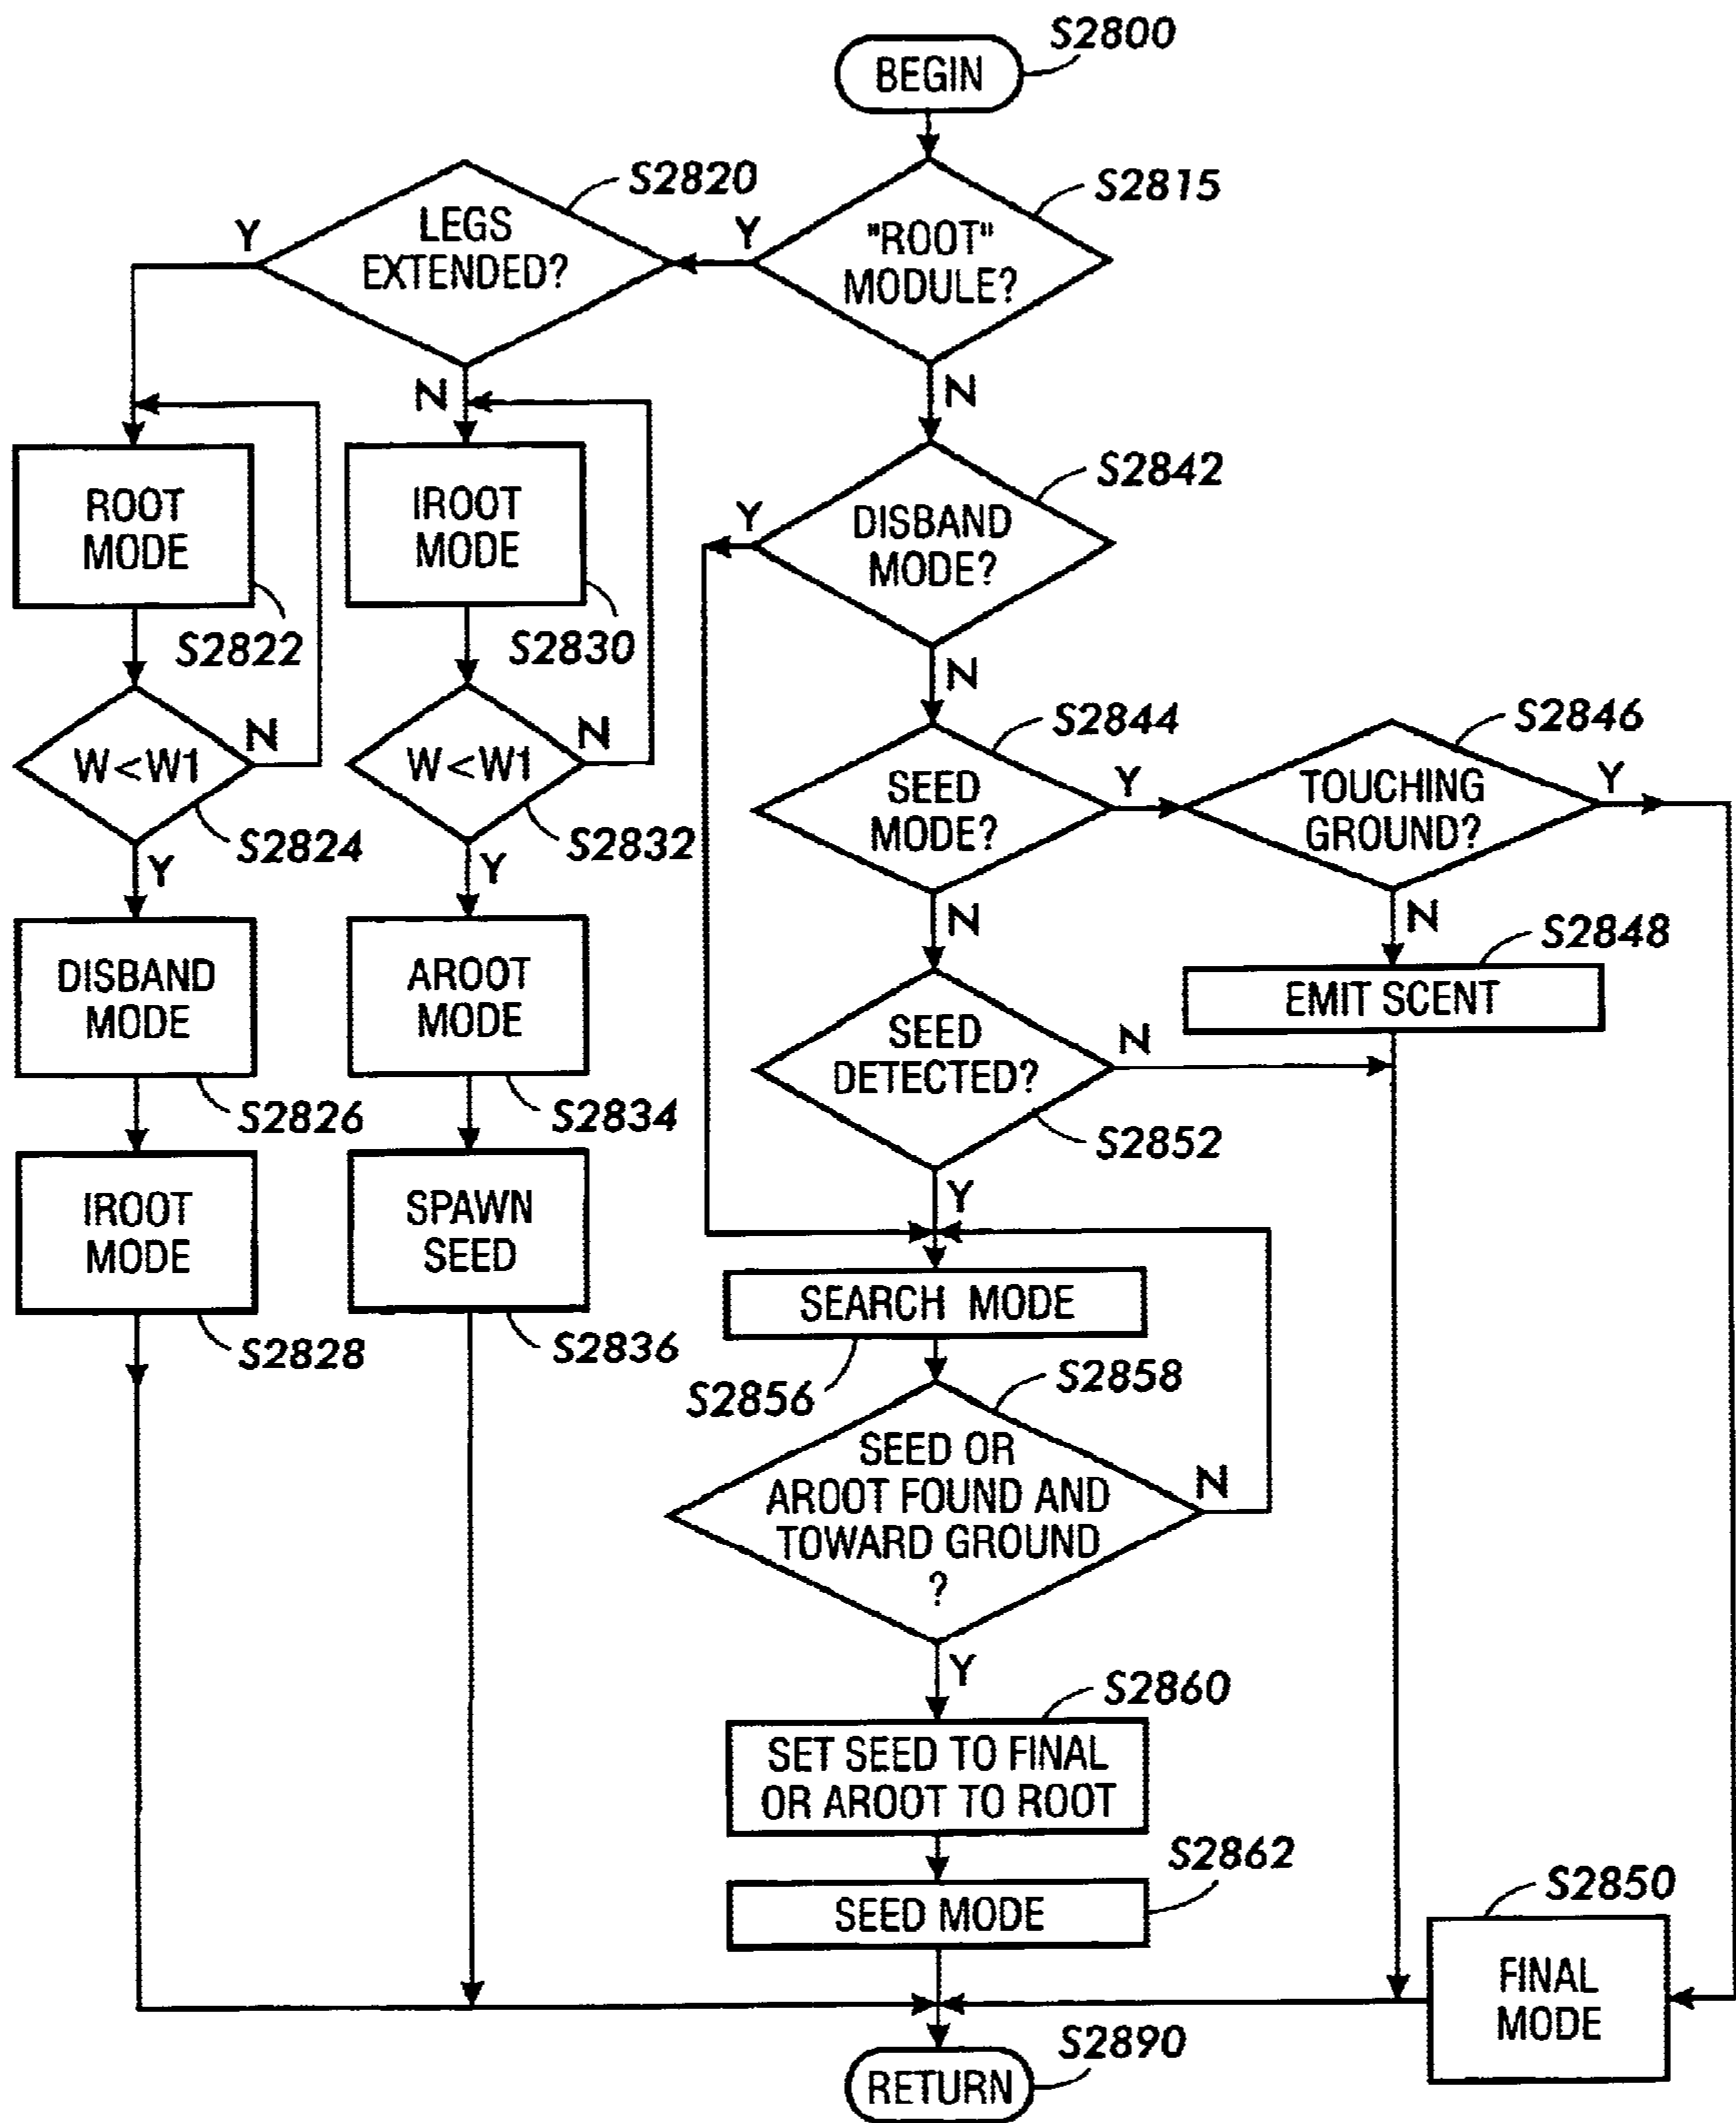 BEGIN
S2800
"ROOT"
MODULE?
S2815
Y
N
LEGS
EXTENDED?
S2820
Y
N
ROOT
MODE
S2822
W<W1
S2824
N
Y
DISBAND
MODE
S2826
IROOT
MODE
S2828
IROOT
MODE
S2830
W<W1
S2832
N
Y
AROOT
MODE
S2834
SPAWN
SEED
S2836
DISBAND
MODE?
S2842
Y
N
SEED
MODE?
S2844
Y
N
TOUCHING
GROUND?
S2846
Y
N
EMIT SCENT
S2848
SEED
DETECTED?
S2852
N
Y
SEARCH MODE
S2856
SEED OR
AROOT FOUND AND
TOWARD GROUND
?
S2858
N
Y
SET SEED TO FINAL
OR AROOT TO ROOT
S2860
SEED MODE
S2862
FINAL
MODE
S2850
RETURN
S2890